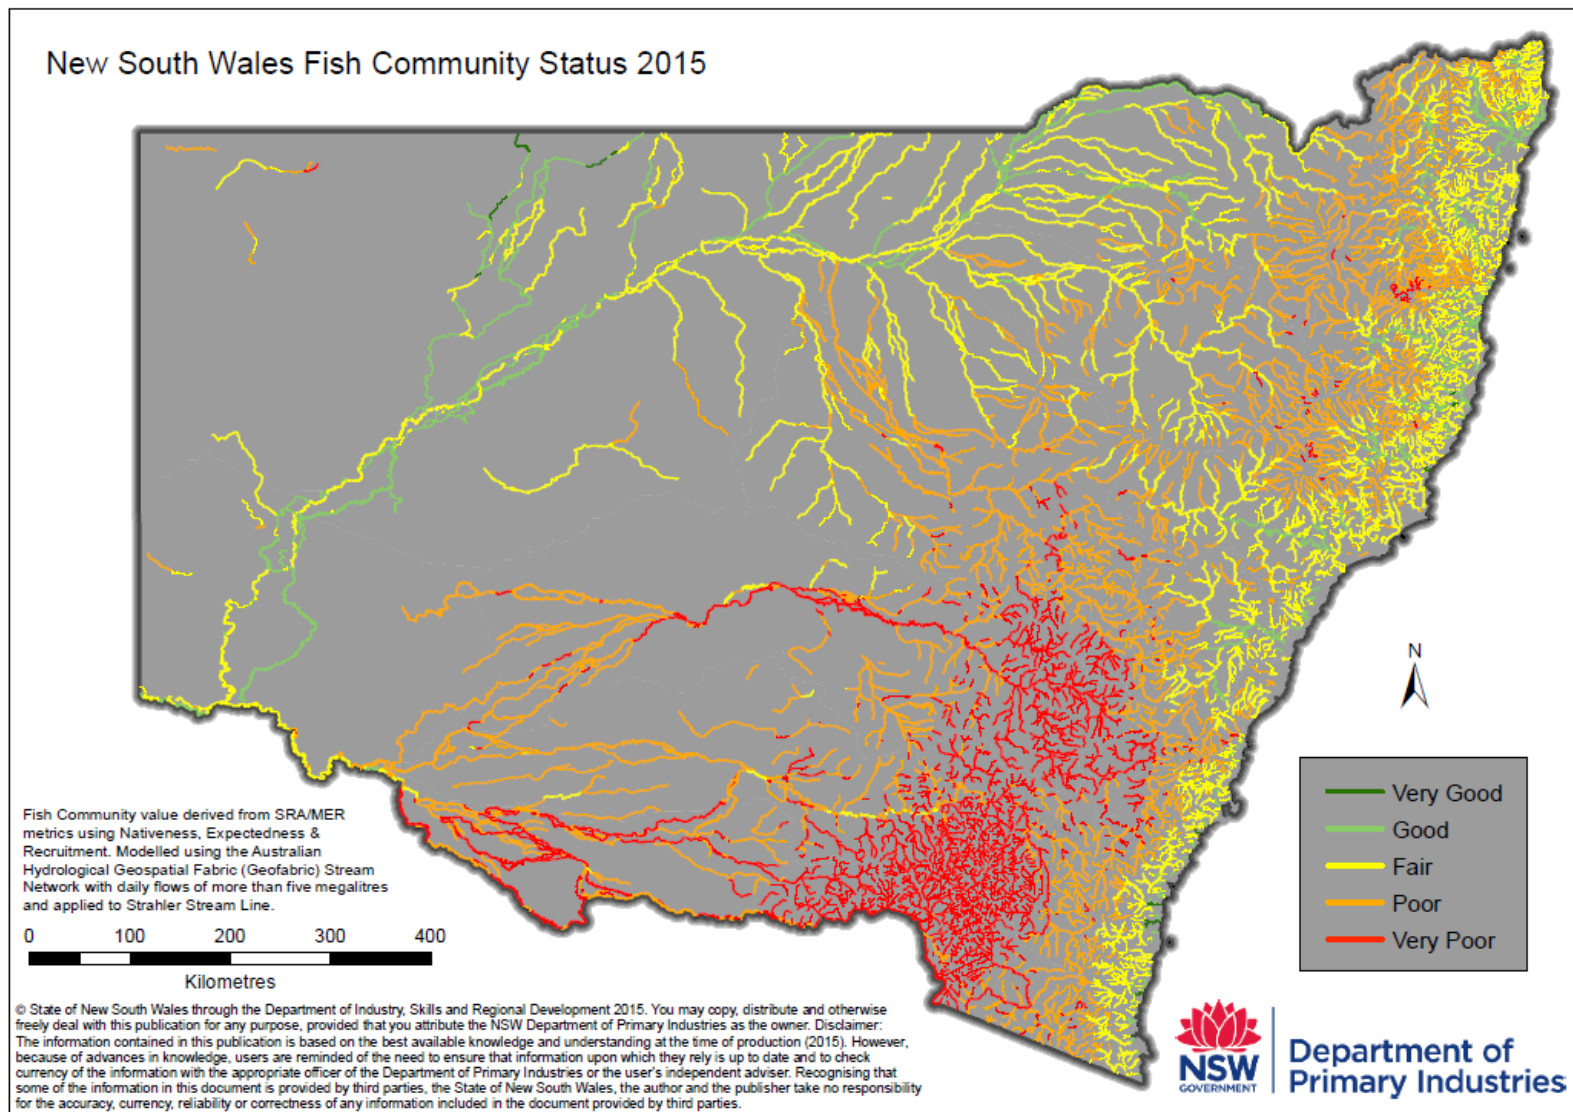 New South Wales Fish Community Status 2015
N
Very Good
Good
Fair
Poor
Very Poor
Fish Community value derived from SRA/MER
metrics using Nativeness, Expectedness &
Recruitment. Modelled using the Australian
Hydrological Geospatial Fabric (Geofabric) Stream
Network with daily flows of more than five megalitres
and applied to Strahler Stream Line.
0 100 200 300 400
Kilometres
© State of New South Wales through the Department of Industry, Skills and Regional Development 2015. You may copy, distribute and otherwise
freely deal with this publication for any purpose, provided that you attribute the NSW Department of Primary Industries as the owner. Disclaimer:
The information contained in this publication is based on the best available knowledge and understanding at the time of production (2015). However,
because of advances in knowledge, users are reminded of the need to ensure that information upon which they rely is up to date and to check
currency of the information with the appropriate officer of the Department of Primary Industries or the user's independent adviser. Recognising that
some of the information in this document is provided by third parties, the State of New South Wales, the author and the publisher take no responsibility
for the accuracy, currency, reliability or correctness of any information included in the document provided by third parties.
NSW
GOVERNMENT
Department of
Primary Industries